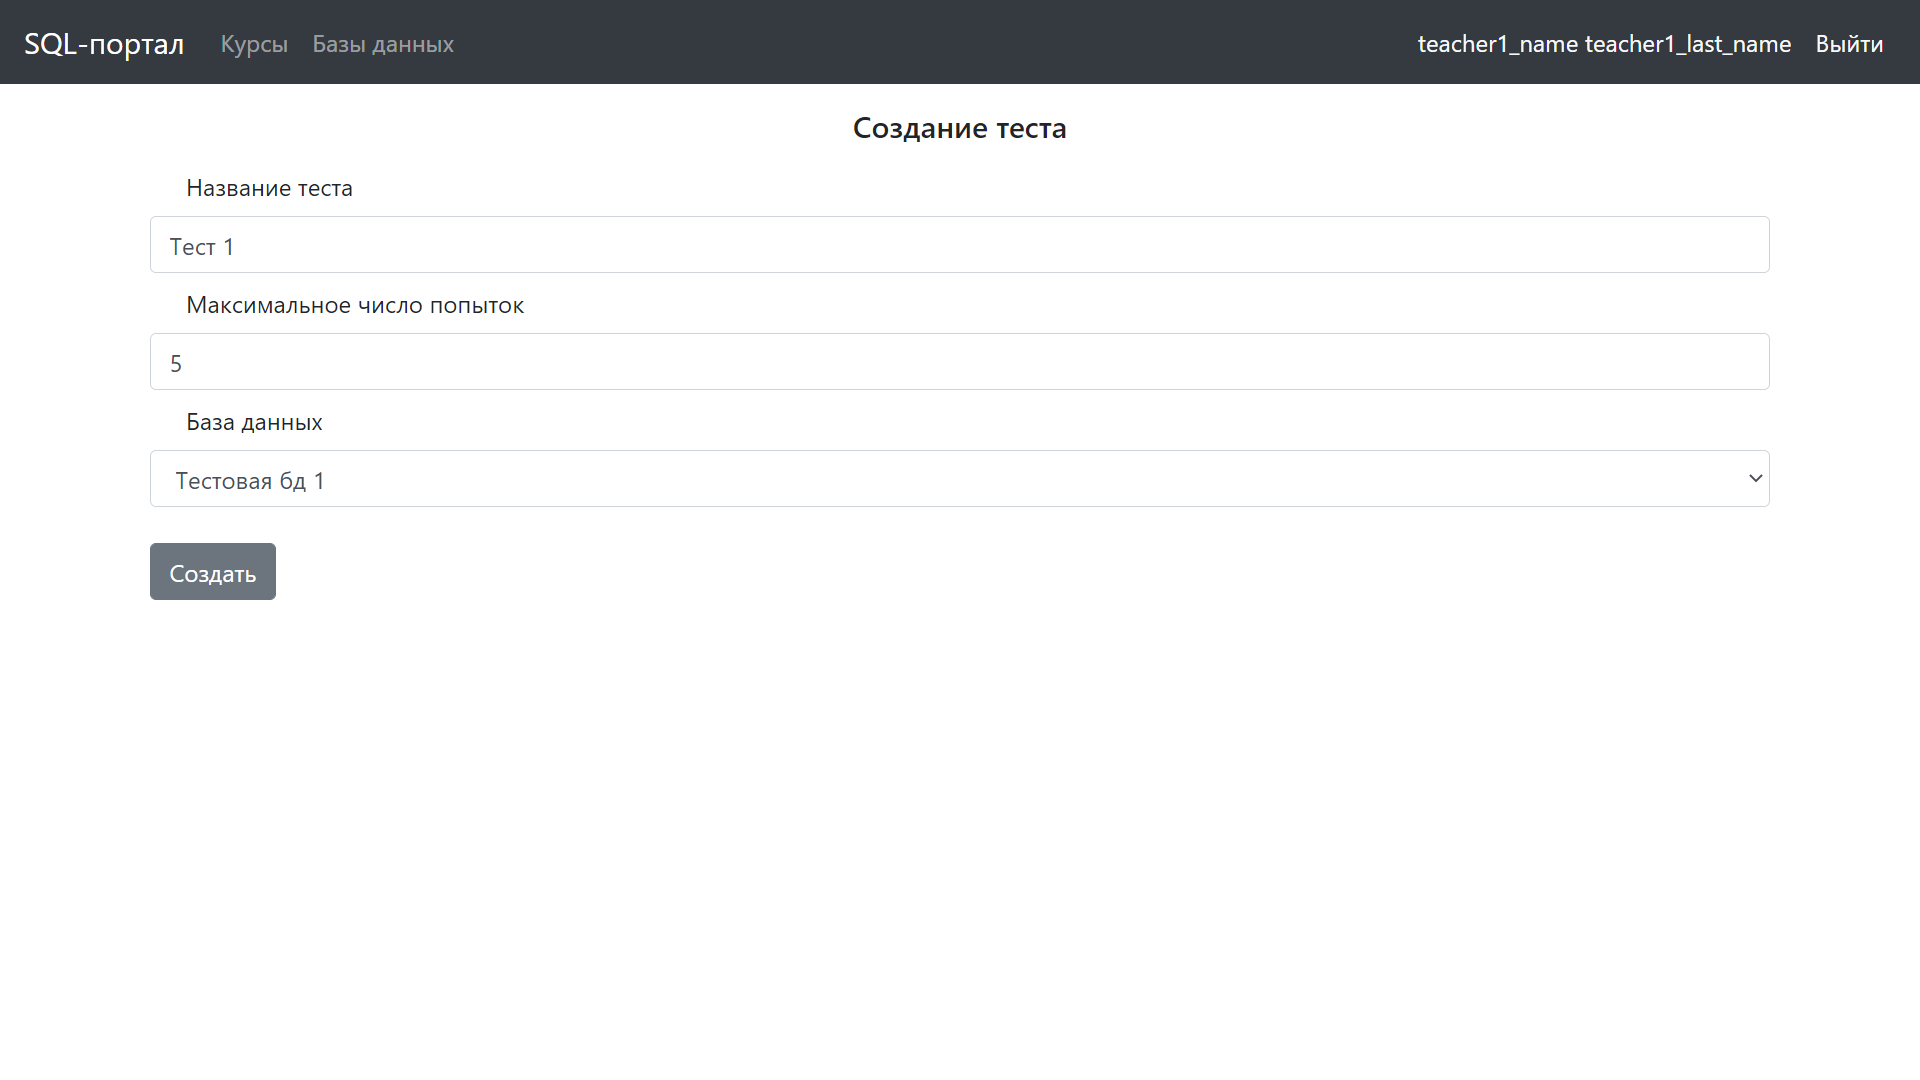 SQL-портал Курсы Базы данных teacher1_name teacher1_last_name Выйти
Создание теста
Название теста
Тест 1
Максимальное число попыток
5
База данных
Тестовая бд 1
Создать